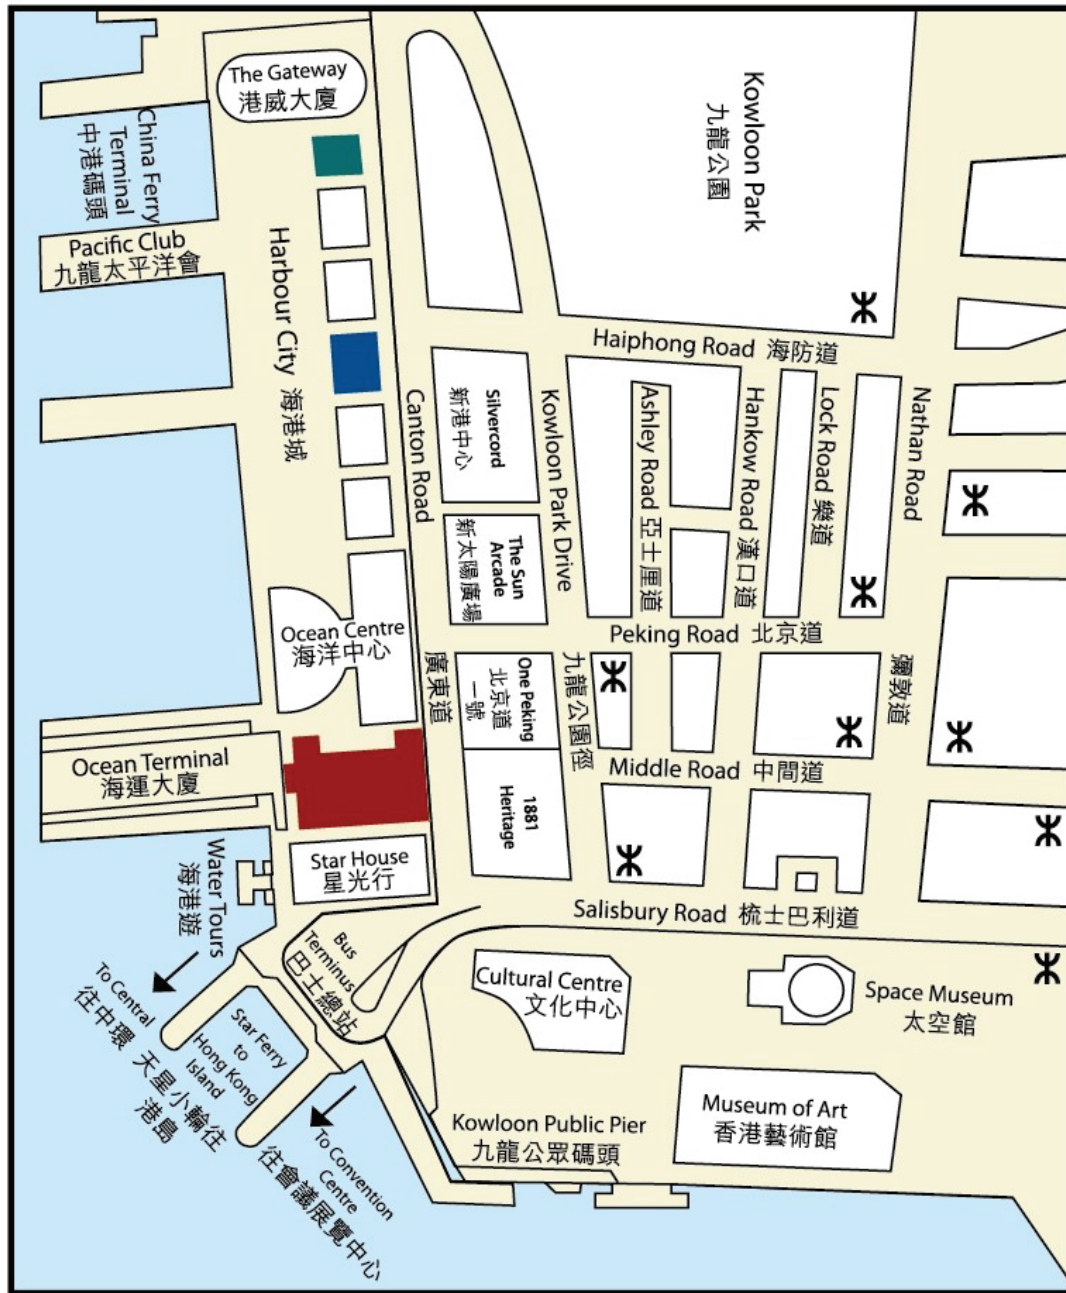 The Gateway
港威大廈
Kowloon Park
九龍公園
China Ferry
Terminal
中港碼頭
Pacific Club
九龍太平洋會
Harbour City 海港城
Haiphong Road 海防道
Canton Road
Silvercord
新港中心
Kowloon Park Drive
Ashley Road 亞士厘道
Hankow Road 漢口道
Lock Road 樂道
Nathan Road
The Sun
Arcade
新太陽廣場
Ocean Centre
海洋中心
Peking Road 北京道
廣東道
One Peking
北京道
一號
九龍公園徑
彌敦道
Ocean Terminal
海運大廈
Middle Road 中間道
1881
Heritage
Star House
星光行
Water Tours
海港遊
Salisbury Road 梳士巴利道
Bus
Terminus
巴士總站
Cultural Centre
文化中心
Space Museum
太空館
To Central
往中環
Star Ferry
to
Hong Kong
Island
天星小輪往
港島
To Convention
Centre
往會議展覽中心
Kowloon Public Pier
九龍公眾碼頭
Museum of Art
香港藝術館